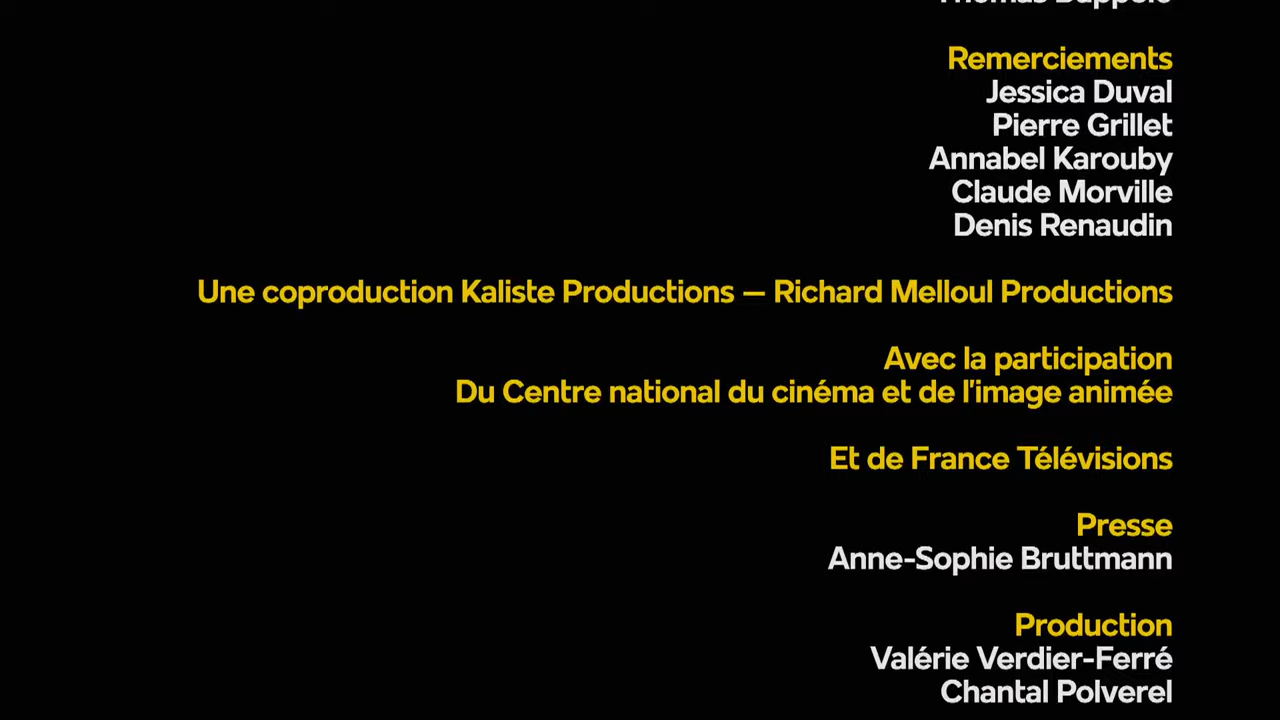 Remerciements
Jessica Duval
Pierre Grillet
Annabel Karouby
Claude Morville
Denis Renaudin
Une coproduction Kaliste Productions – Richard Melloul Productions
Avec la participation
Du Centre national du cinéma et de l'image animée
Et de France Télévisions
Presse
Anne-Sophie Bruttmann
Production
Valérie Verdier-Ferré
Chantal Polverel